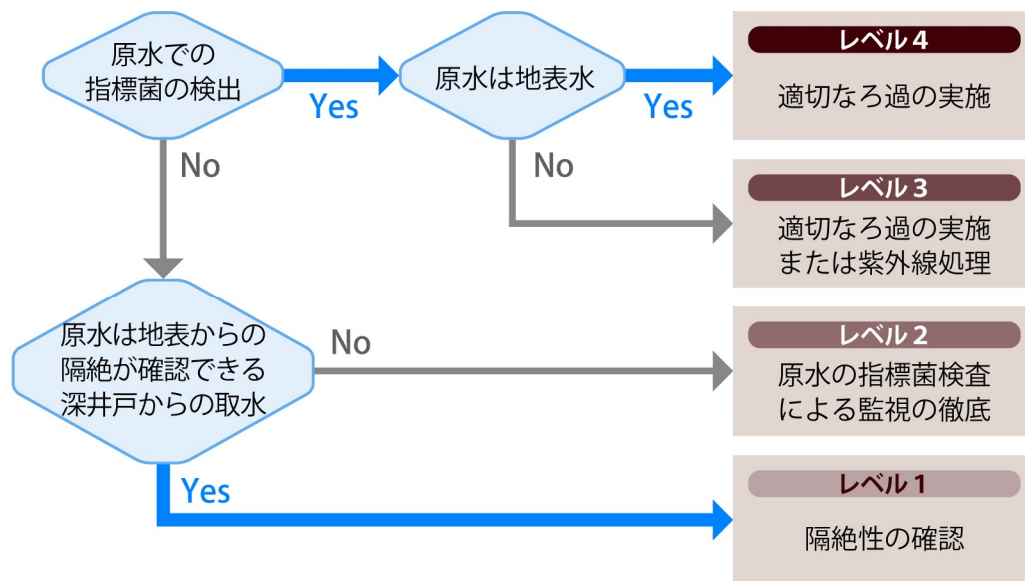 原水での
指標菌の検出
Yes
原水は地表水
Yes
レベル 4
適切なろ過の実施
No
No
レベル 3
適切なろ過の実施
または紫外線処理
原水は地表からの
隔絶が確認できる
深井戸からの取水
No
レベル 2
原水の指標菌検査
による監視の徹底
Yes
レベル 1
隔絶性の確認